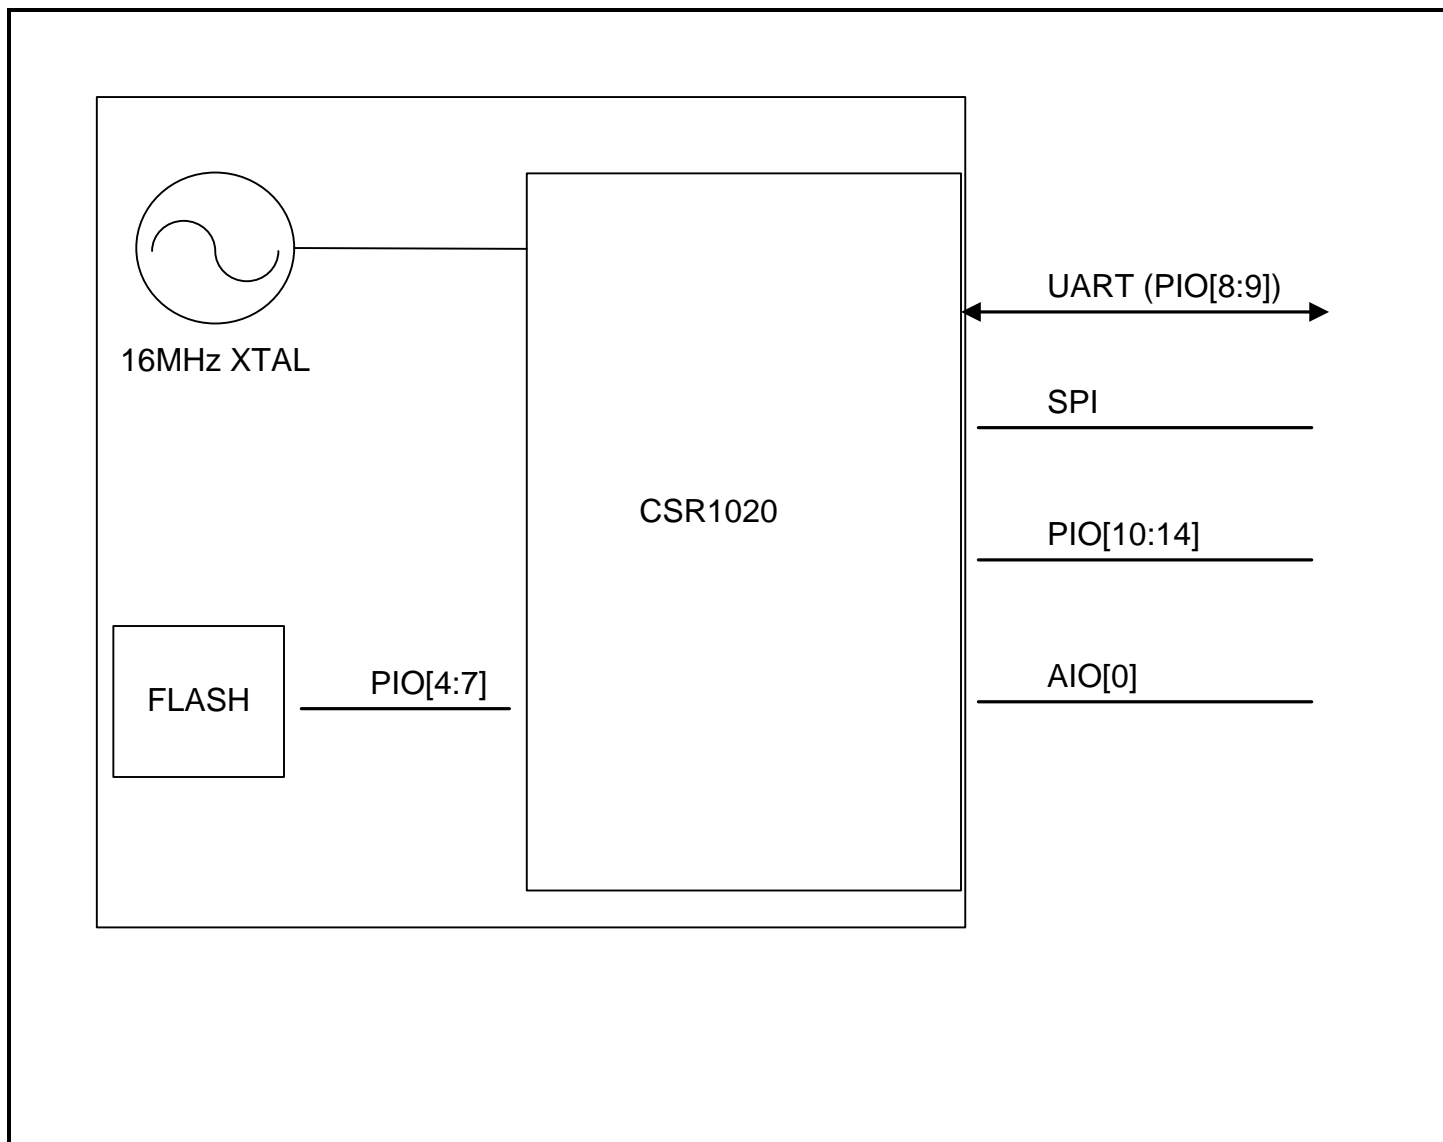 UART (PIO[8:9])
16MHz XTAL
SPI
CSR1020
PIO[10:14]
FLASH
PIO[4:7]
AIO[0]